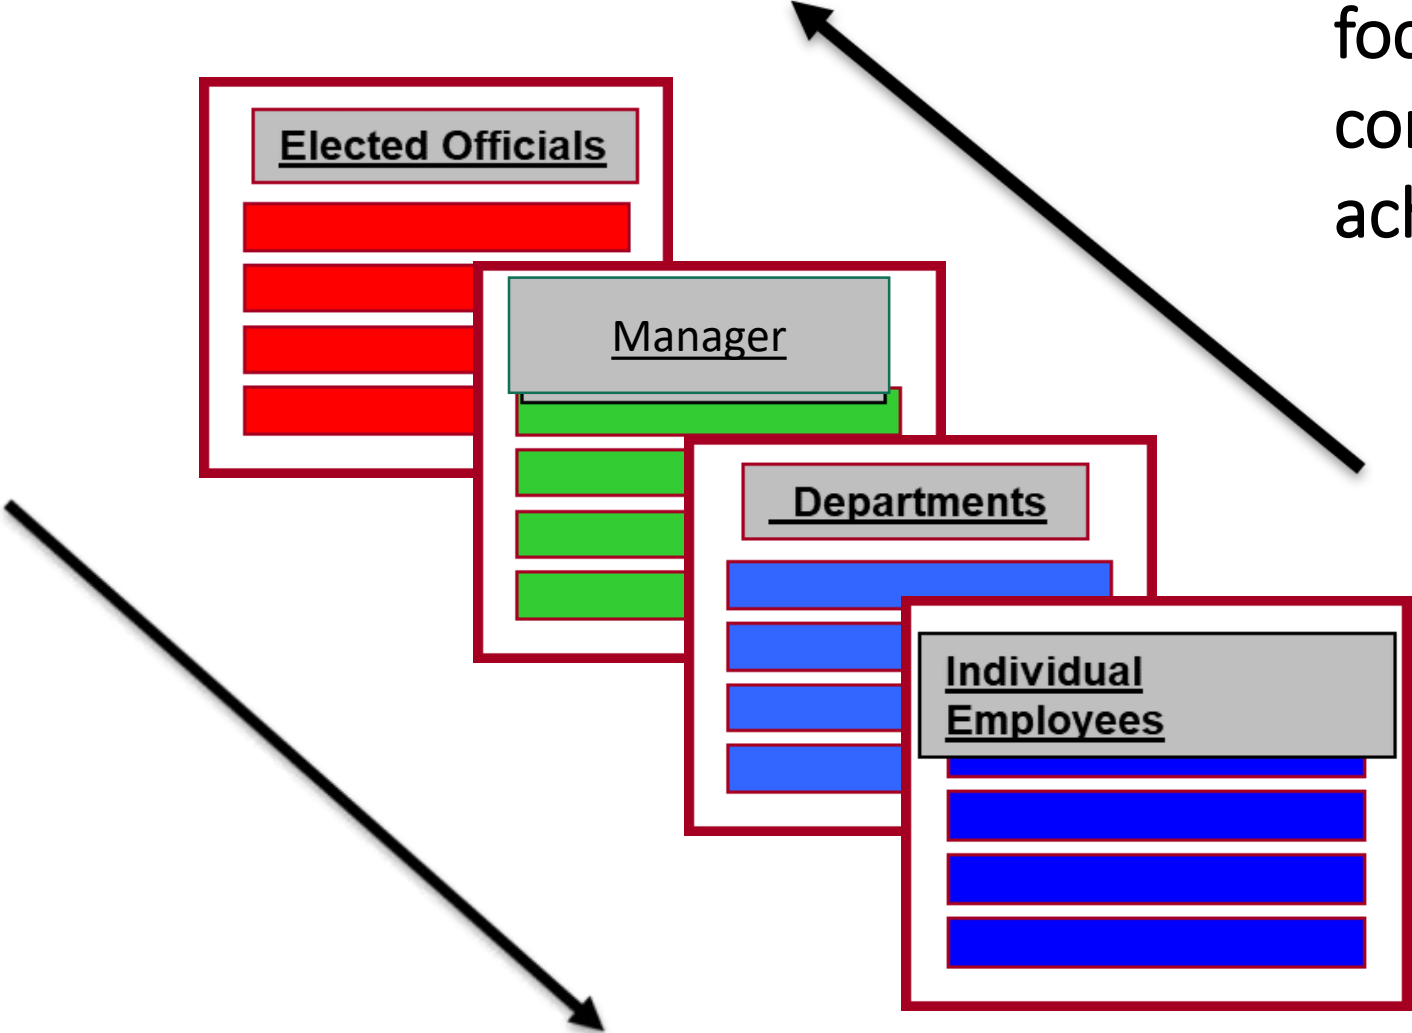 Elected Officials
Manager
Departments
Individual
Employees